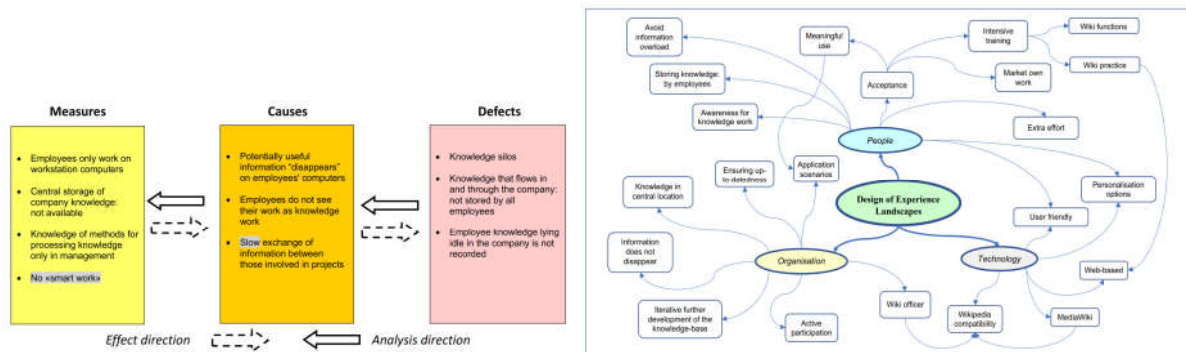 Measures
Causes
Defects
• Employees only work on
workstation computers
• Central storage of
company knowledge:
not available
• Knowledge of methods for
processing knowledge
only in management
• No «smart work»
• Potentially useful
information "disappears"
on employees' computers
• Employees do not see
their work as knowledge
work
• Slow exchange of
information between
those involved in projects
• Knowledge silos
• Knowledge that flows in
and through the company:
not stored by all
employees
• Employee knowledge lying
idle in the company is not
recorded
Effect direction
Analysis direction
Avoid
information
overload
Meaningful
use
Intensive
training
Wiki functions
Wiki practice
Storing knowledge
by employees
Acceptance
Market own
work
Awareness for
knowledge work
People
Extra effort
Knowledge in
central location
Ensuring up-
to-datedness
Application
scenarios
Design of Experience
Landscapes
Personalisation
options
User friendly
Information
does not
disappear
Organisation
Technology
Web-based
Iterative further
development of the
knowledge-base
Active
participation
Wiki officer
Wikipedia
compatibility
MediaWiki